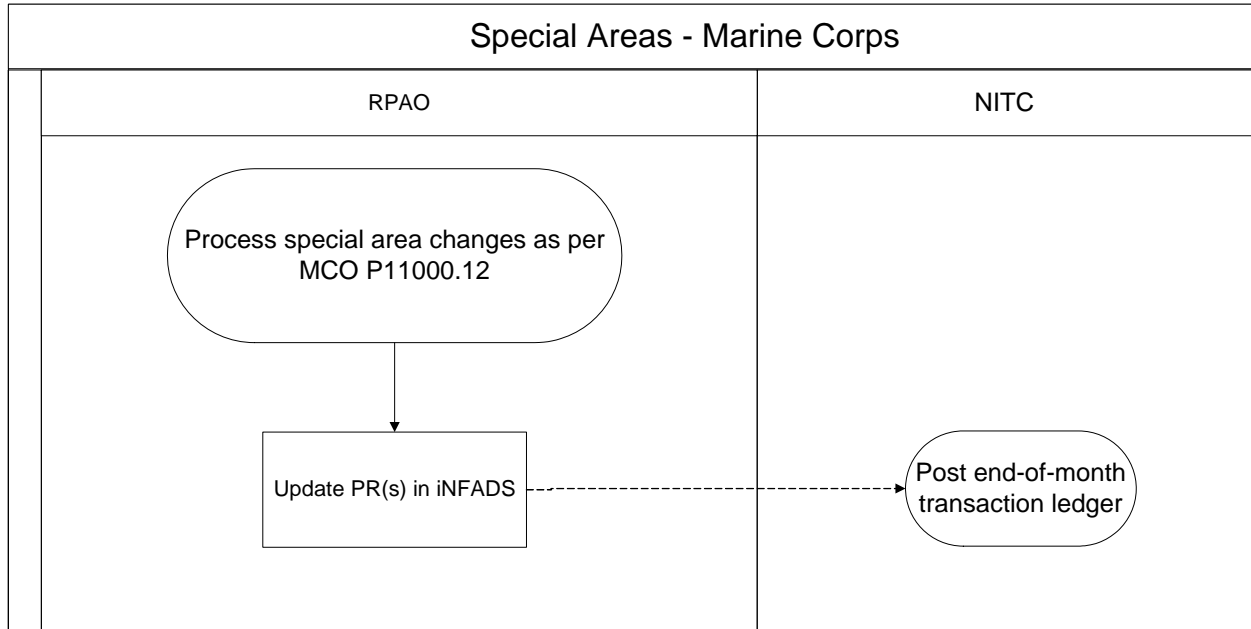 Special Areas - Marine Corps
RPAO
NITC
Process special area changes as per
MCO P11000.12
Update PR(s) in iNFADS
Post end-of-month
transaction ledger